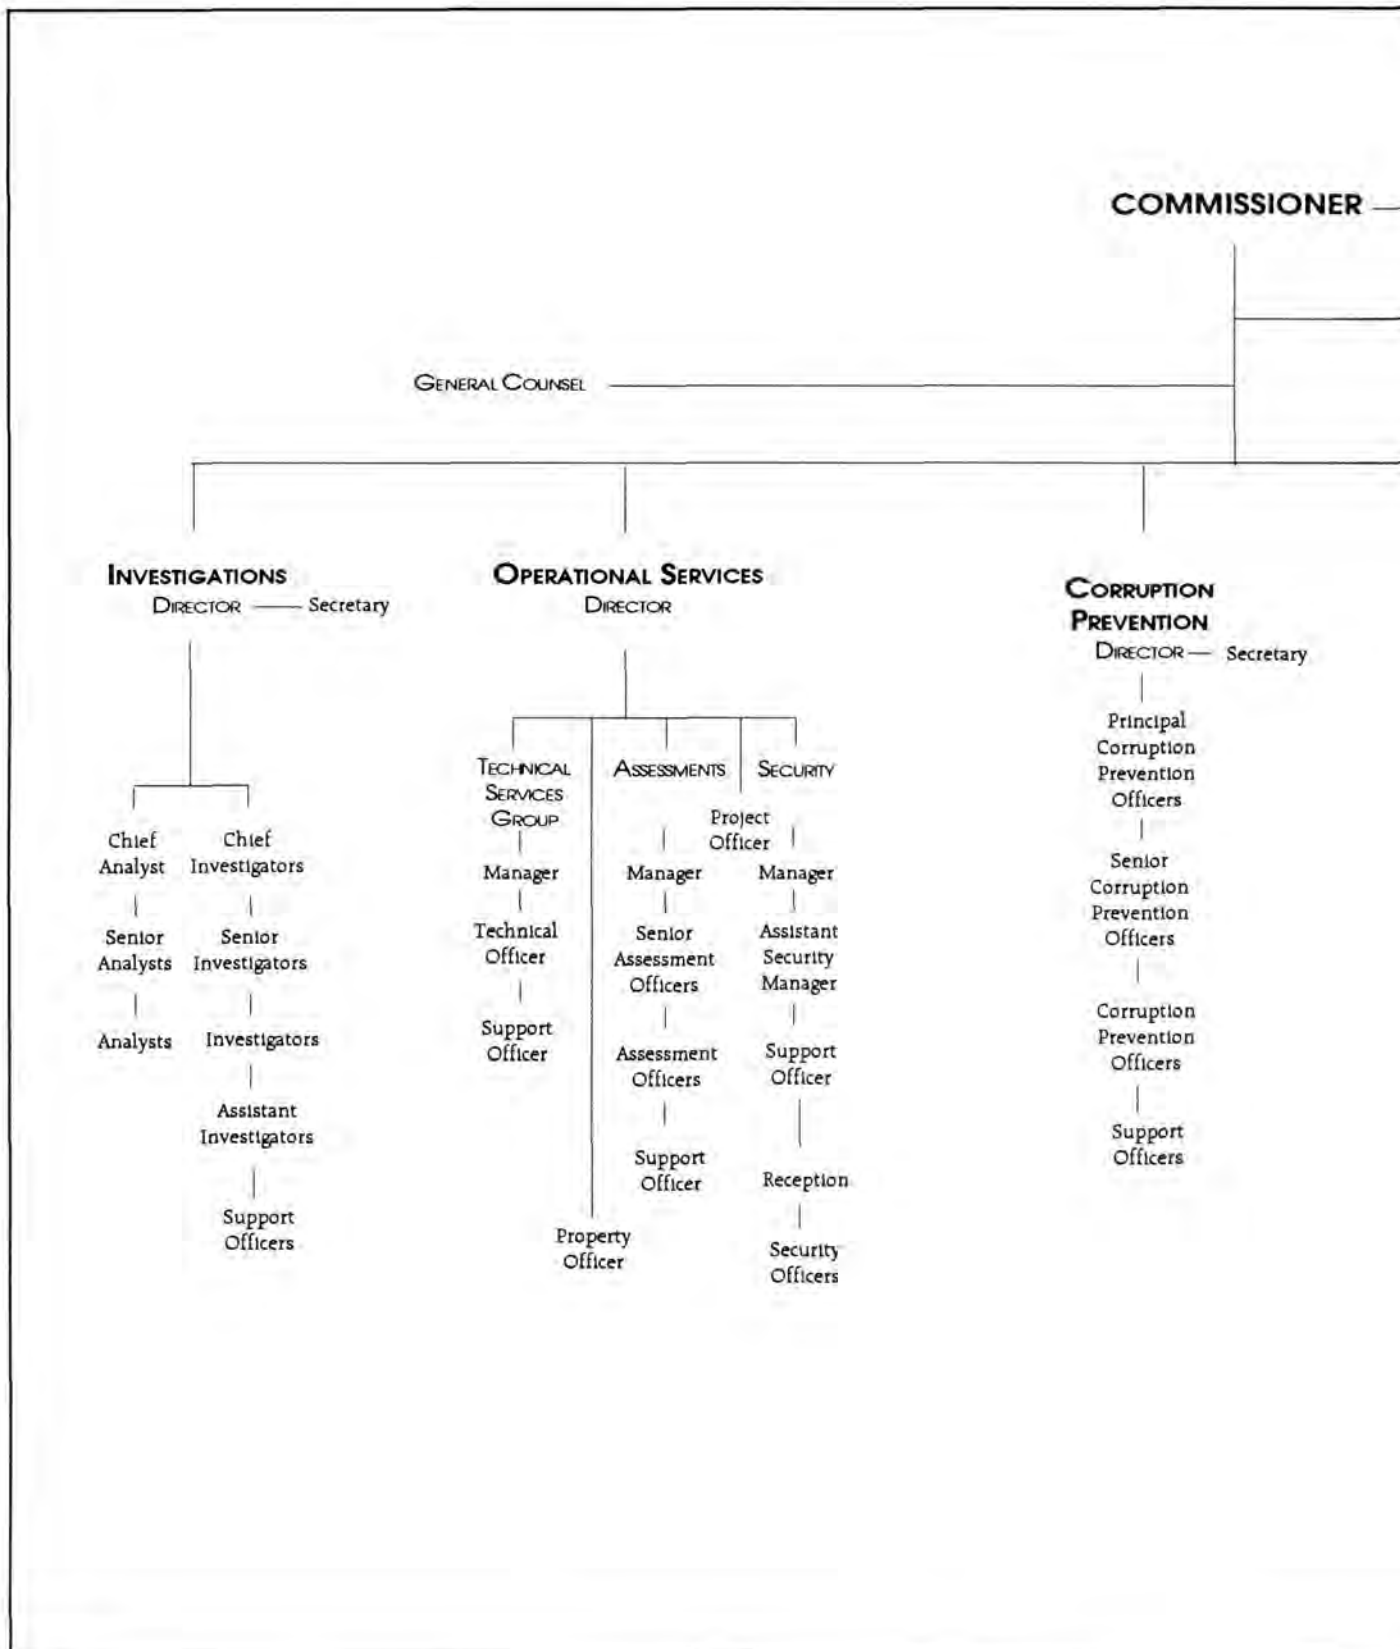 COMMISSIONER
GENERAL COUNSEL
INVESTIGATIONS
DIRECTOR
Secretary
Chief
Analyst
Senior
Analysts
Analysts
Chief
Investigators
Senior
Investigators
Investigators
Assistant
Investigators
Support
Officers
OPERATIONAL SERVICES
DIRECTOR
TECHNICAL
SERVICES
GROUP
Manager
Technical
Officer
Support
Officer
Property
Officer
ASSESSMENTS
Manager
Senior
Assessment
Officers
Assessment
Officers
Support
Officer
Project
Officer
SECURITY
Manager
Assistant
Security
Manager
Support
Officer
Reception
Security
Officers
CORRUPTION
PREVENTION
DIRECTOR
Secretary
Principal
Corruption
Prevention
Officers
Senior
Corruption
Prevention
Officers
Corruption
Prevention
Officers
Support
Officers